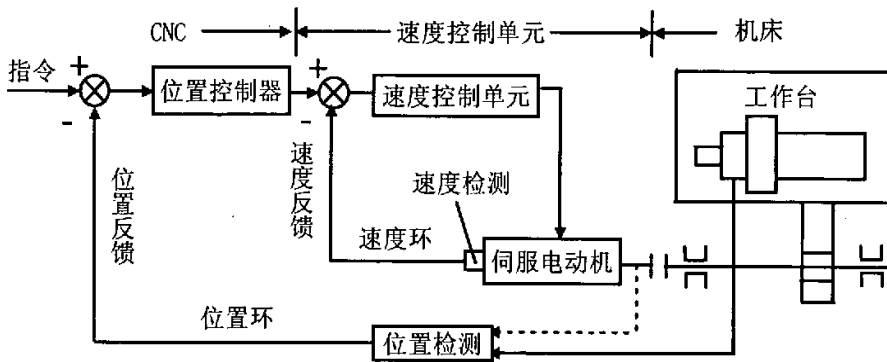 CNC
速度控制单元
机床
指令
+
-
位置控制器
+
-
速度控制单元
工作台
位置反馈
速度反馈
速度检测
速度环
伺服电动机
位置环
位置检测